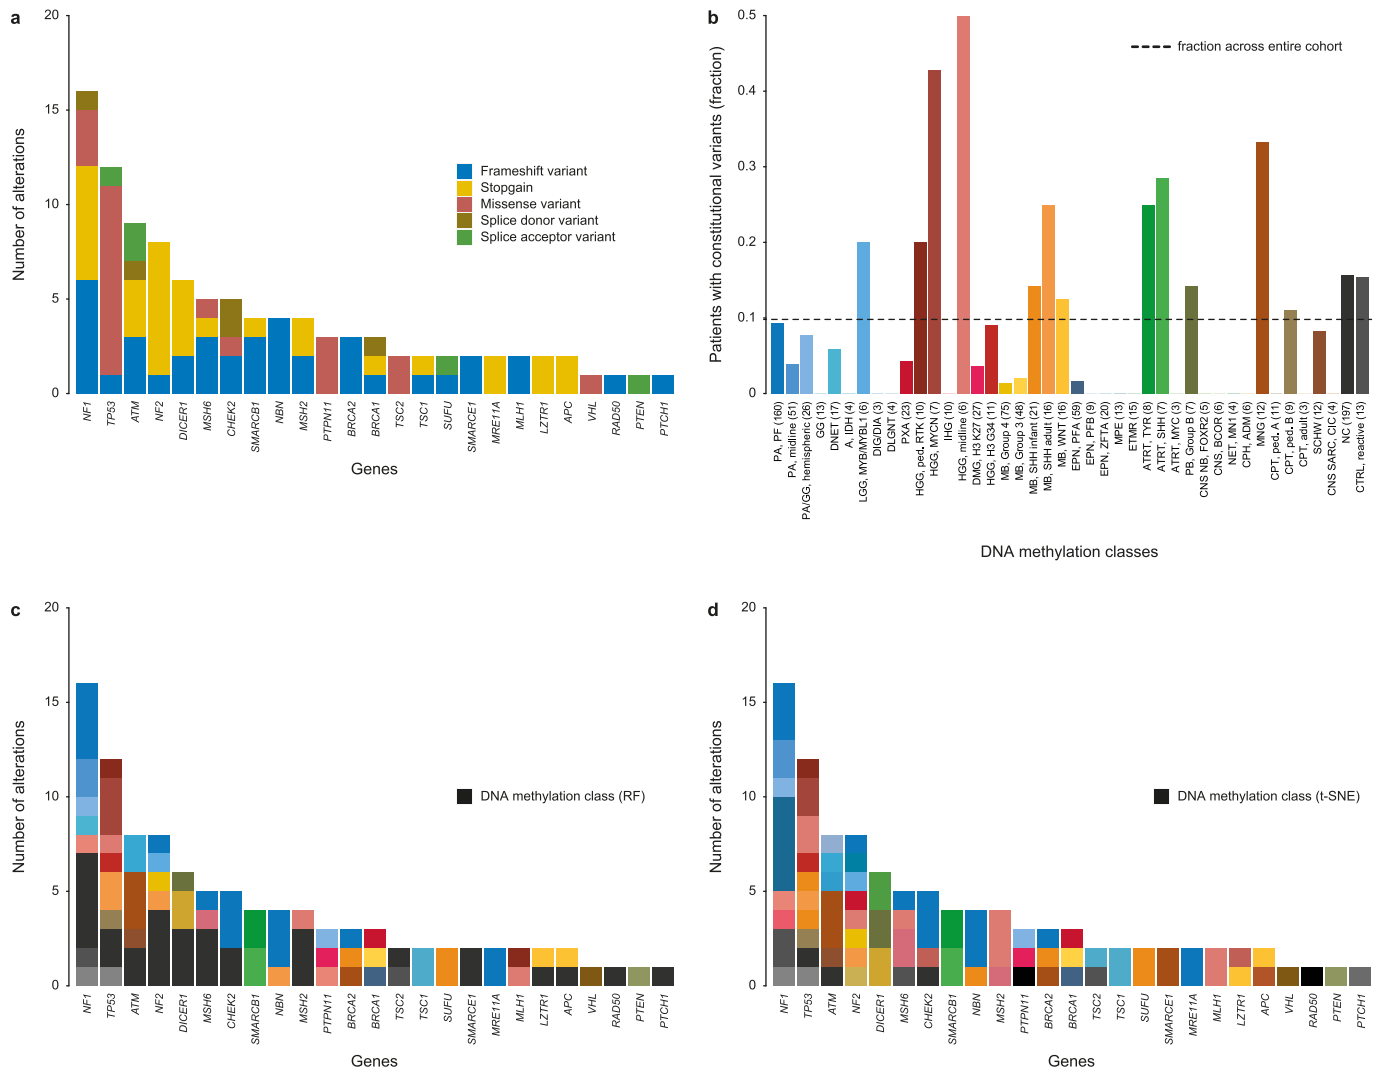 a
20
15
10
5
0
Number of alterations
Frameshift variant
Stopgain
Missense variant
Splice donor variant
Splice acceptor variant
NF1
TP53
ATM
NF2
DICER1
MSH6
CHEK2
SMARCB1
NBN
MSH2
PTPN11
BRCA2
BRCA1
TSC2
TSC1
SUFU
SMARCE1
MRE11A
MLH1
LZTR1
APC
VHL
RAD50
PTEN
PTCH1
Genes
b
0.5
0.4
0.3
0.2
0.1
0
Patients with constitutional variants (fraction)
fraction across entire cohort
PA, PF (160)
PA, midline (51)
PA/GG, hemispheric (26)
GG (13)
DNET (17)
A, IDH (4)
LGG, MYB/MYBL1 (6)
DIG/DIA (3)
DLGNT (4)
PXA (23)
HGG, ped. RTK (10)
HGG, MYCN (7)
IHG (10)
HGG, midline (6)
DMG, H3 K27 (27)
HGG, H3 G34 (11)
MB, Group 4 (75)
MB, Group 3 (48)
MB, SHH infant (21)
MB, SHH adult (16)
MB, WNT (16)
EPN, PFA (59)
EPN, PFB (9)
EPN, ZFTA (20)
MPE (13)
ETMR (15)
ATRT, TYR (8)
ATRT, SHH (7)
ATRT, MYC (3)
PB, Group B (7)
CNS NB, FOXR2 (5)
CNS, BCOR (6)
NET, MN1 (4)
CPH, ADM (6)
MNG (12)
CPT, ped. A (11)
CPT, ped. B (9)
CPT, adult (3)
SCHW (12)
CNS SARC, CIC (4)
NC (197)
CTRL, reactive (13)
DNA methylation classes
c
20
15
10
5
0
Number of alterations
DNA methylation class (RF)
NF1
TP53
ATM
NF2
DICER1
MSH6
CHEK2
SMARCB1
NBN
MSH2
PTPN11
BRCA2
BRCA1
TSC2
TSC1
SUFU
SMARCE1
MRE11A
MLH1
LZTR1
APC
VHL
RAD50
PTEN
PTCH1
Genes
d
20
15
10
5
0
Number of alterations
DNA methylation class (t-SNE)
NF1
TP53
ATM
NF2
DICER1
MSH6
CHEK2
SMARCB1
NBN
MSH2
PTPN11
BRCA2
BRCA1
TSC2
TSC1
SUFU
SMARCE1
MRE11A
MLH1
LZTR1
APC
VHL
RAD50
PTEN
PTCH1
Genes